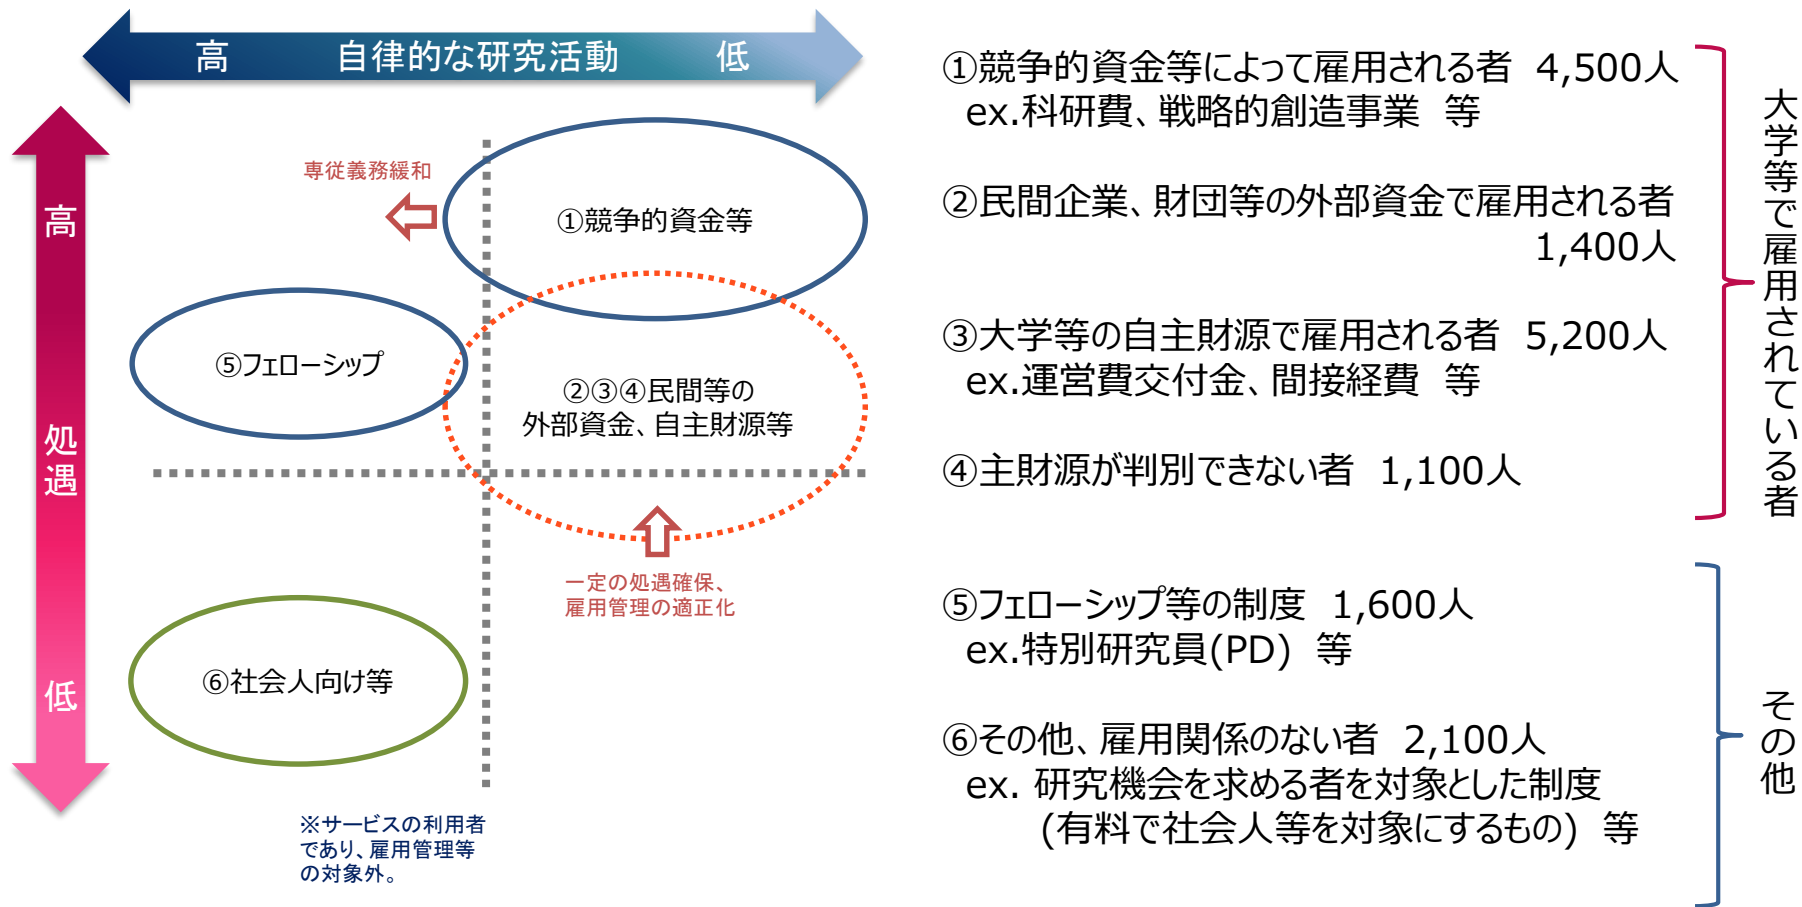 高 自律的な研究活動 低
高
処遇
低
専従義務緩和
①競争的資金等
⑤フェローシップ
②③④民間等の
外部資金、自主財源等
一定の処遇確保、
雇用管理の適正化
⑥社会人向け等
※サービスの利用者
であり、雇用管理等
の対象外。
①競争的資金等によって雇用される者 4,500人
ex.科研費、戦略的創造事業 等
②民間企業、財団等の外部資金で雇用される者
1,400人
③大学等の自主財源で雇用される者 5,200人
ex.運営費交付金、間接経費 等
④主財源が判別できない者 1,100人
⑤フェローシップ等の制度 1,600人
ex.特別研究員(PD) 等
⑥その他、雇用関係のない者 2,100人
ex. 研究機会を求める者を対象とした制度
(有料で社会人等を対象にするもの) 等
大学等で雇用されている者
その他